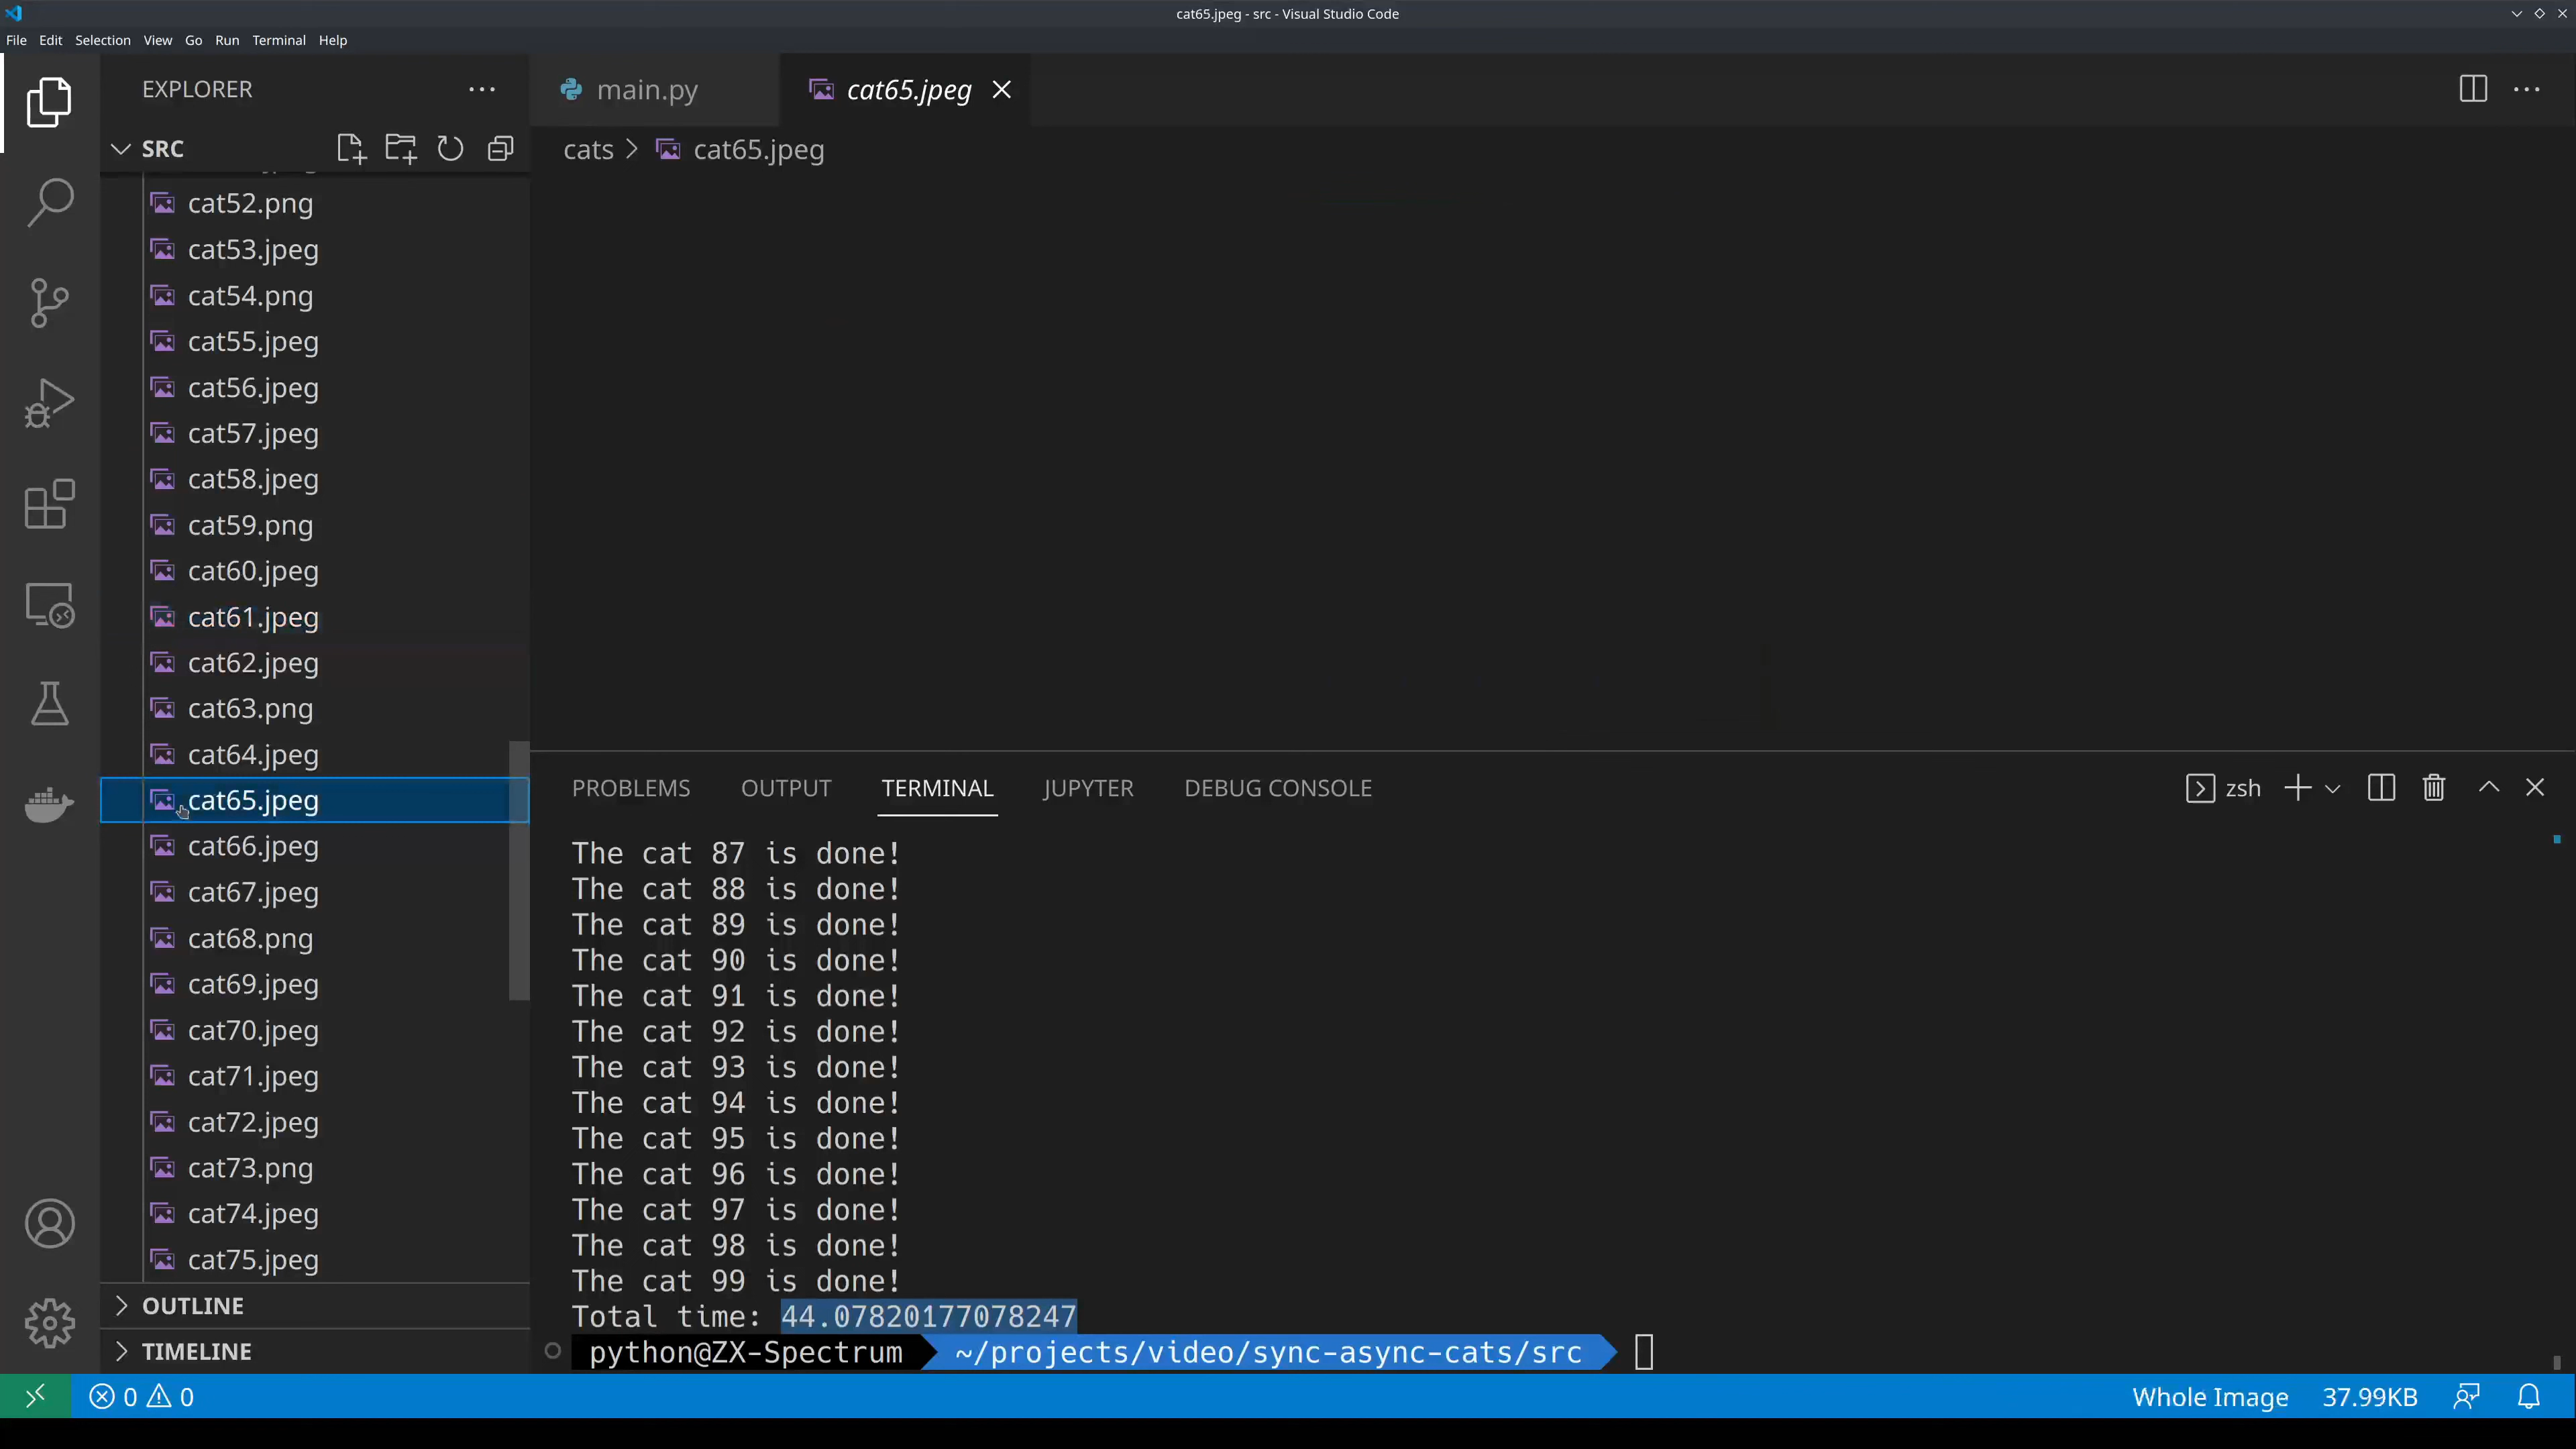 cat65.jpeg - src - Visual Studio Code
File Edit Selection View Go Run Terminal Help
EXPLORER
SRC
cat52.png
cat53.jpeg
cat54.png
cat55.jpeg
cat56.jpeg
cat57.jpeg
cat58.jpeg
cat59.png
cat60.jpeg
cat61.jpeg
cat62.jpeg
cat63.png
cat64.jpeg
cat65.jpeg
cat66.jpeg
cat67.jpeg
cat68.png
cat69.jpeg
cat70.jpeg
cat71.jpeg
cat72.jpeg
cat73.png
cat74.jpeg
cat75.jpeg
OUTLINE
TIMELINE
main.py cat65.jpeg
cats > cat65.jpeg
PROBLEMS OUTPUT TERMINAL JUPYTER DEBUG CONSOLE zsh
The cat 87 is done!
The cat 88 is done!
The cat 89 is done!
The cat 90 is done!
The cat 91 is done!
The cat 92 is done!
The cat 93 is done!
The cat 94 is done!
The cat 95 is done!
The cat 96 is done!
The cat 97 is done!
The cat 98 is done!
The cat 99 is done!
Total time: 44.07820177078247
python@ZX-Spectrum ~/projects/video/sync-async-cats/src
0 0 Whole Image 37.99KB